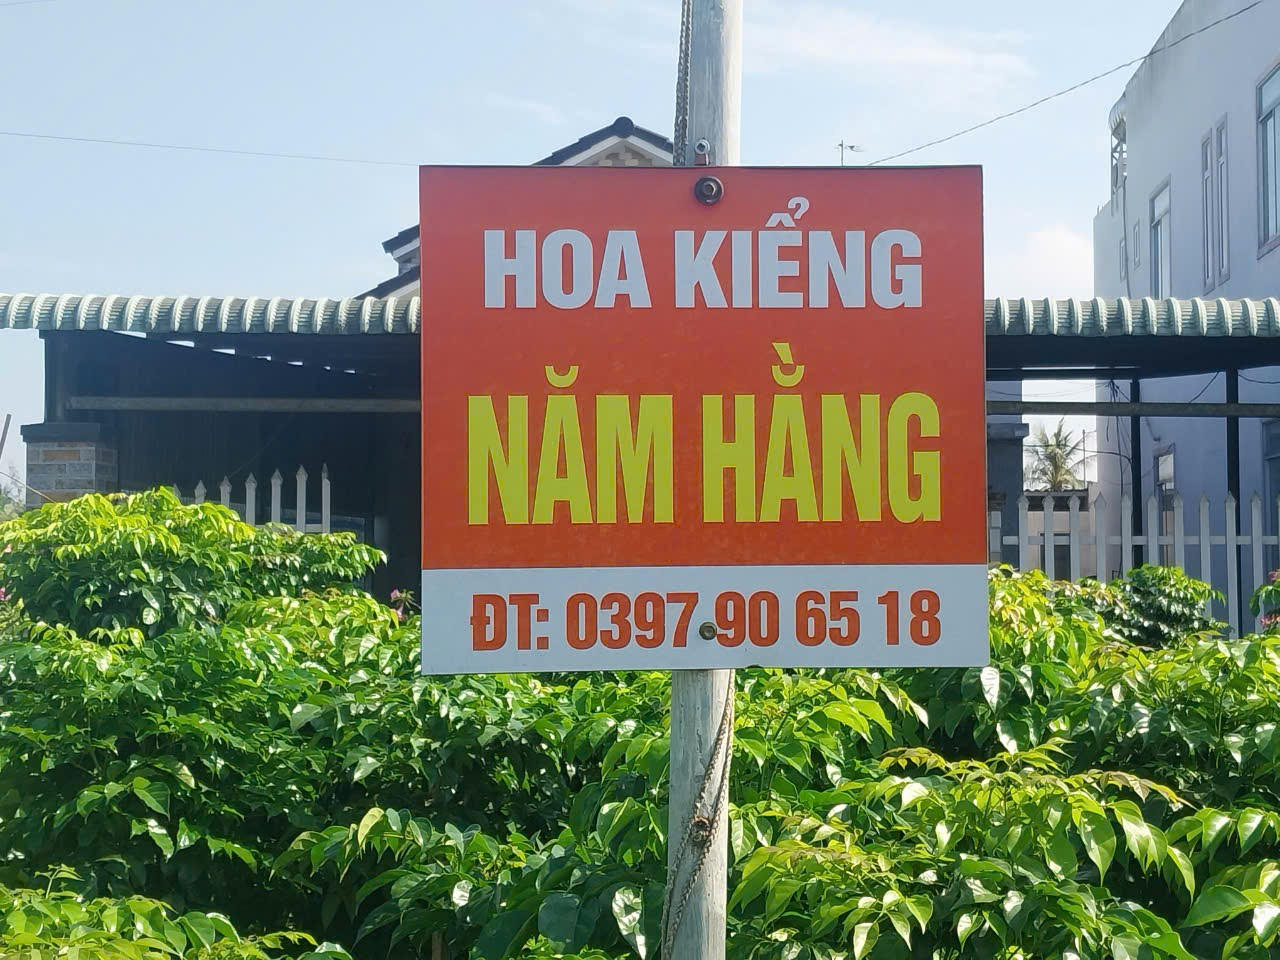 HOA KIỂNG
NĂM HẰNG
ĐT: 0397 90 65 18